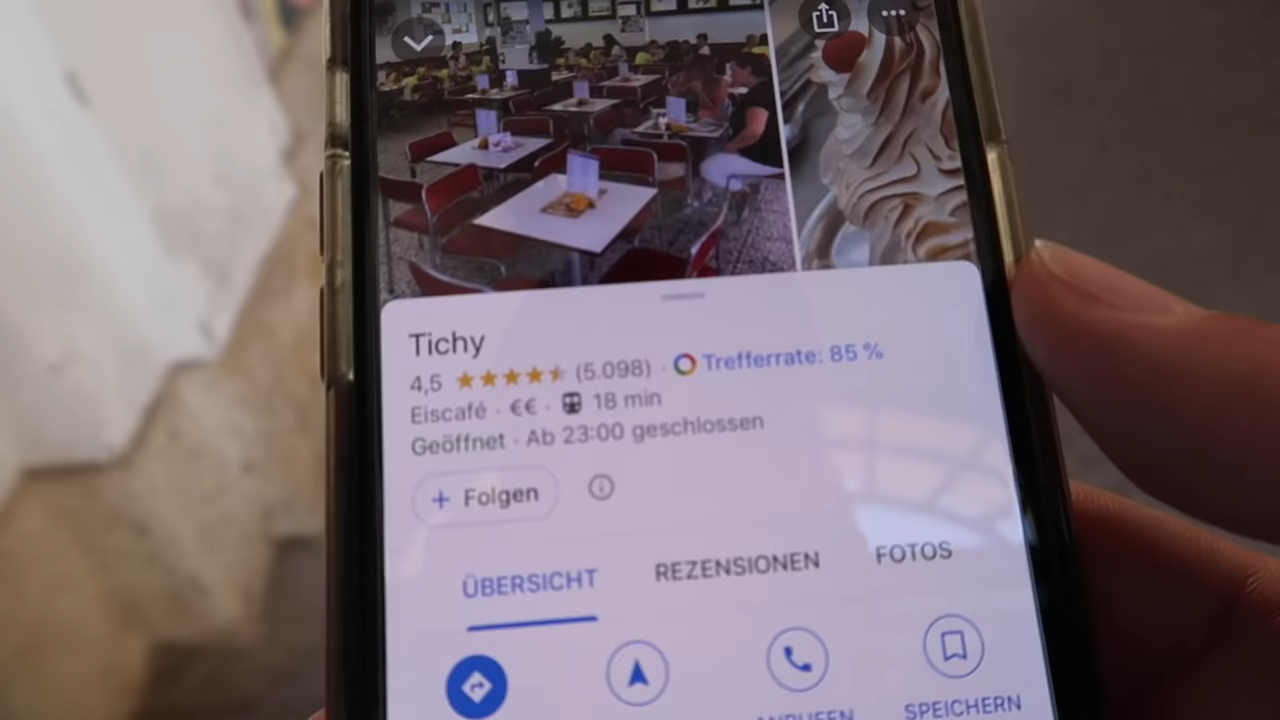 Tichy
4,5 (5.098) · Trefferrate: 85 %
Eiscafé · €€ · 18 min
Geöffnet · Ab 23:00 geschlossen
+ Folgen
ÜBERSICHT REZENSIONEN FOTOS
ANRUFEN SPEICHERN